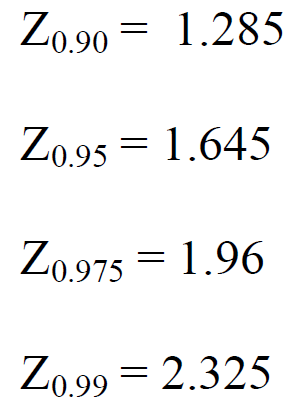 Z0.90 = 1.285
Z0.95 = 1.645
Z0.975 = 1.96
Z0.99 = 2.325